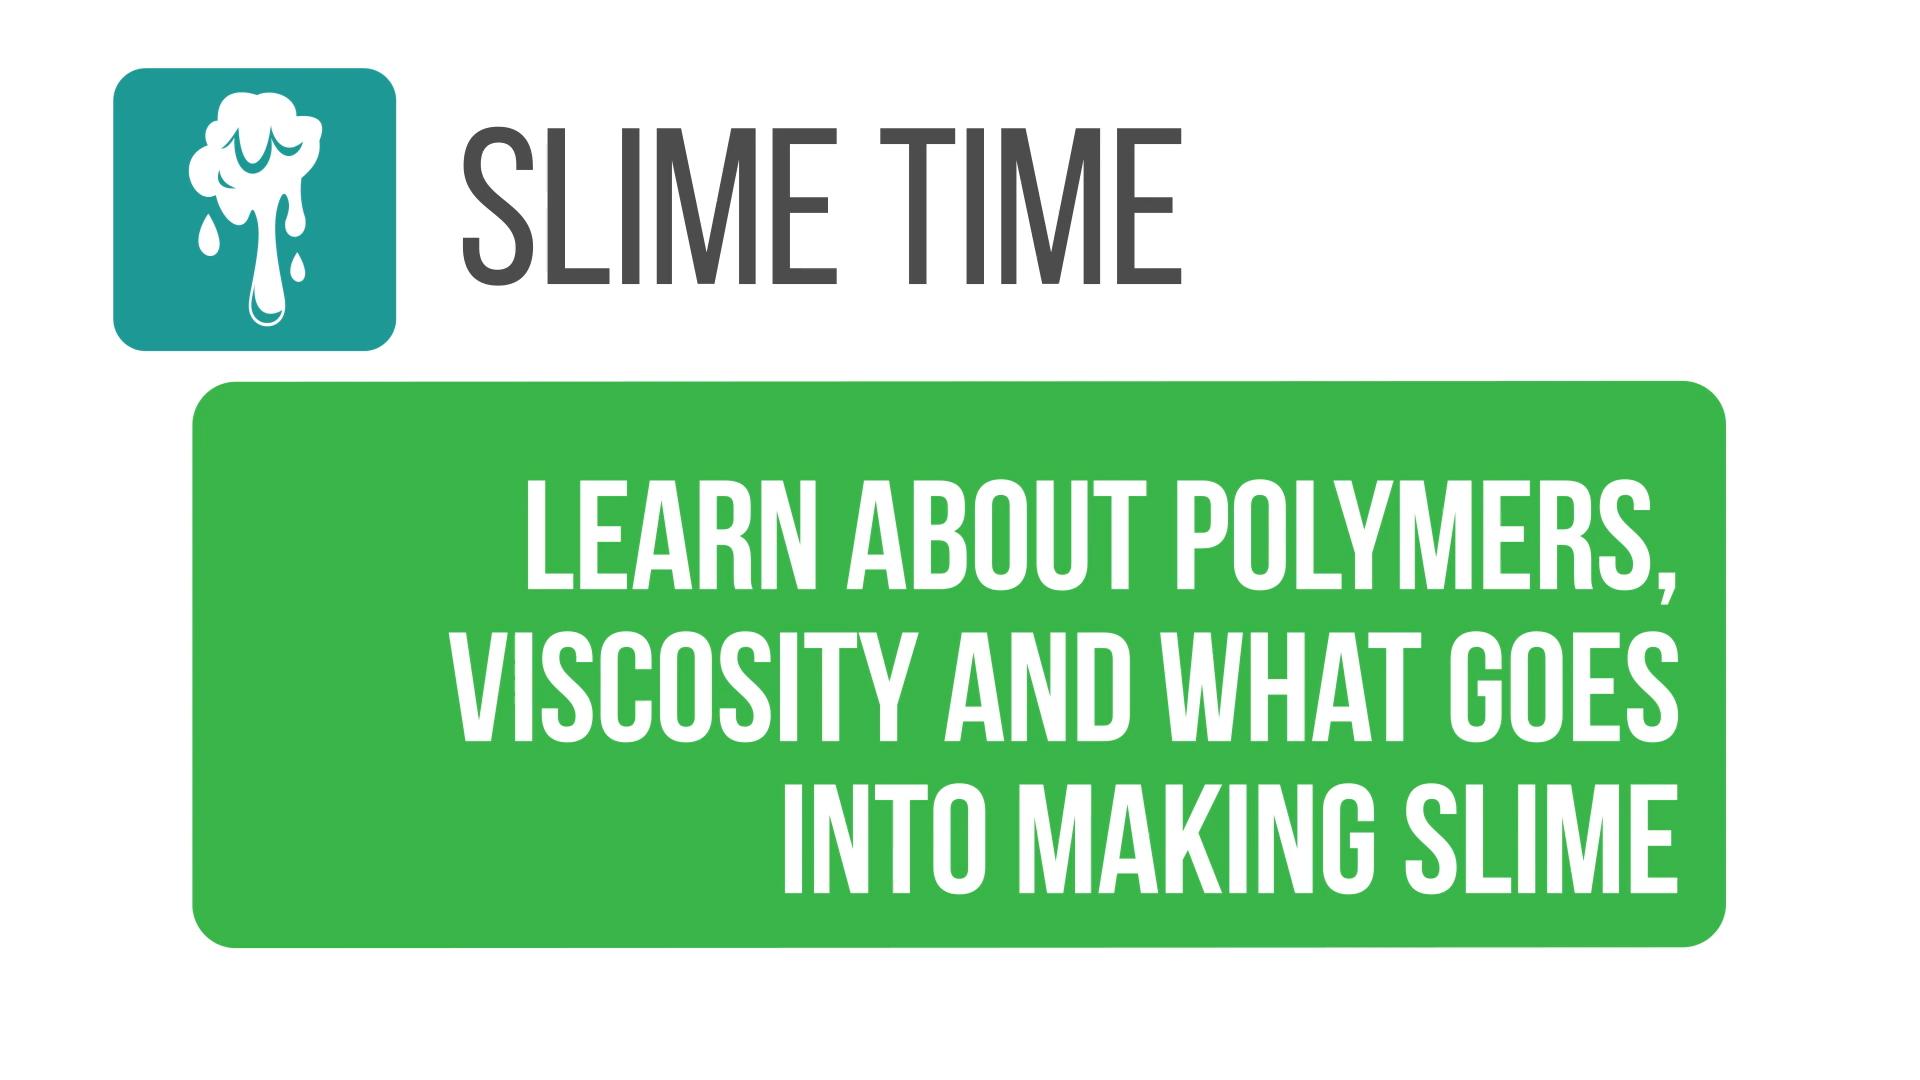 SLIME TIME
LEARN ABOUT POLYMERS,
VISCOSITY AND WHAT GOES
INTO MAKING SLIME